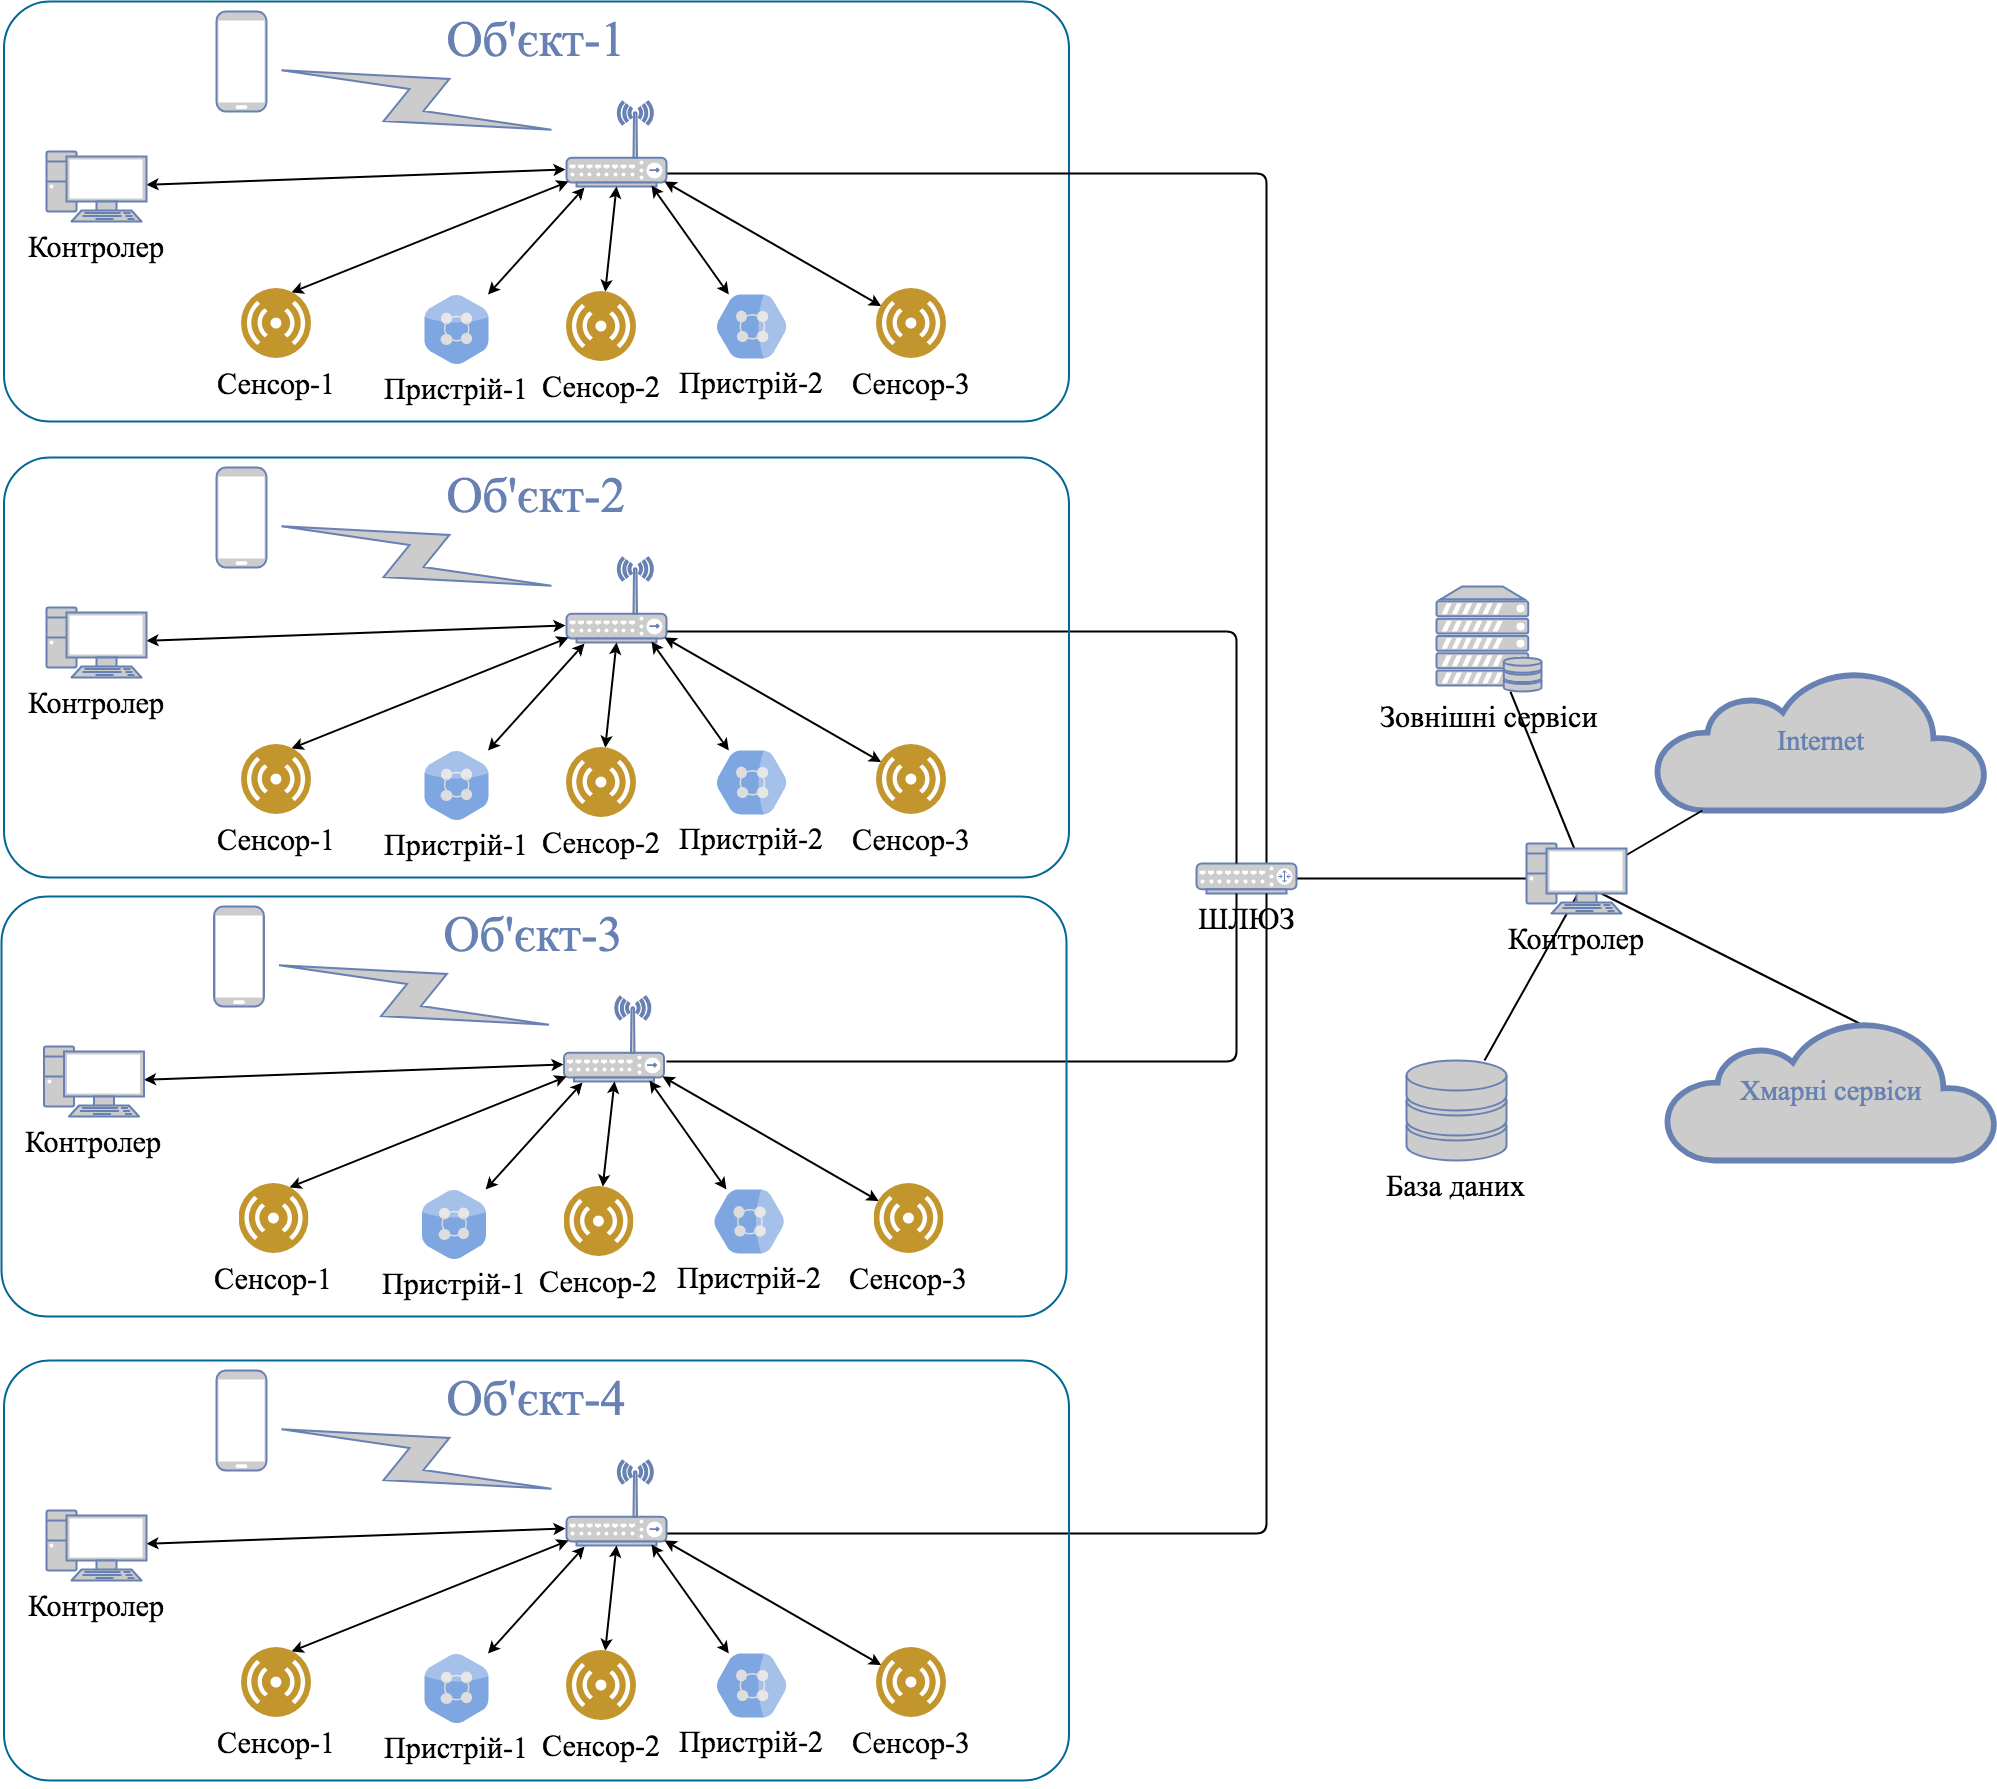 Об'єкт-1
Контролер
Сенсор-1
Пристрій-1
Сенсор-2
Пристрій-2
Сенсор-3
Об'єкт-2
Контролер
Сенсор-1
Пристрій-1
Сенсор-2
Пристрій-2
Сенсор-3
Об'єкт-3
Контролер
Сенсор-1
Пристрій-1
Сенсор-2
Пристрій-2
Сенсор-3
Об'єкт-4
Контролер
Сенсор-1
Пристрій-1
Сенсор-2
Пристрій-2
Сенсор-3
ШЛЮЗ
Зовнішні сервіси
Internet
Контролер
Хмарні сервіси
База даних